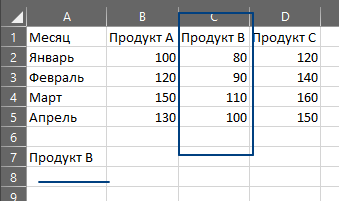 A B C D
1 Месяц Продукт A Продукт B Продукт C
2 Январь 100 80 120
3 Февраль 120 90 140
4 Март 150 110 160
5 Апрель 130 100 150
6
7 Продукт B
8
9